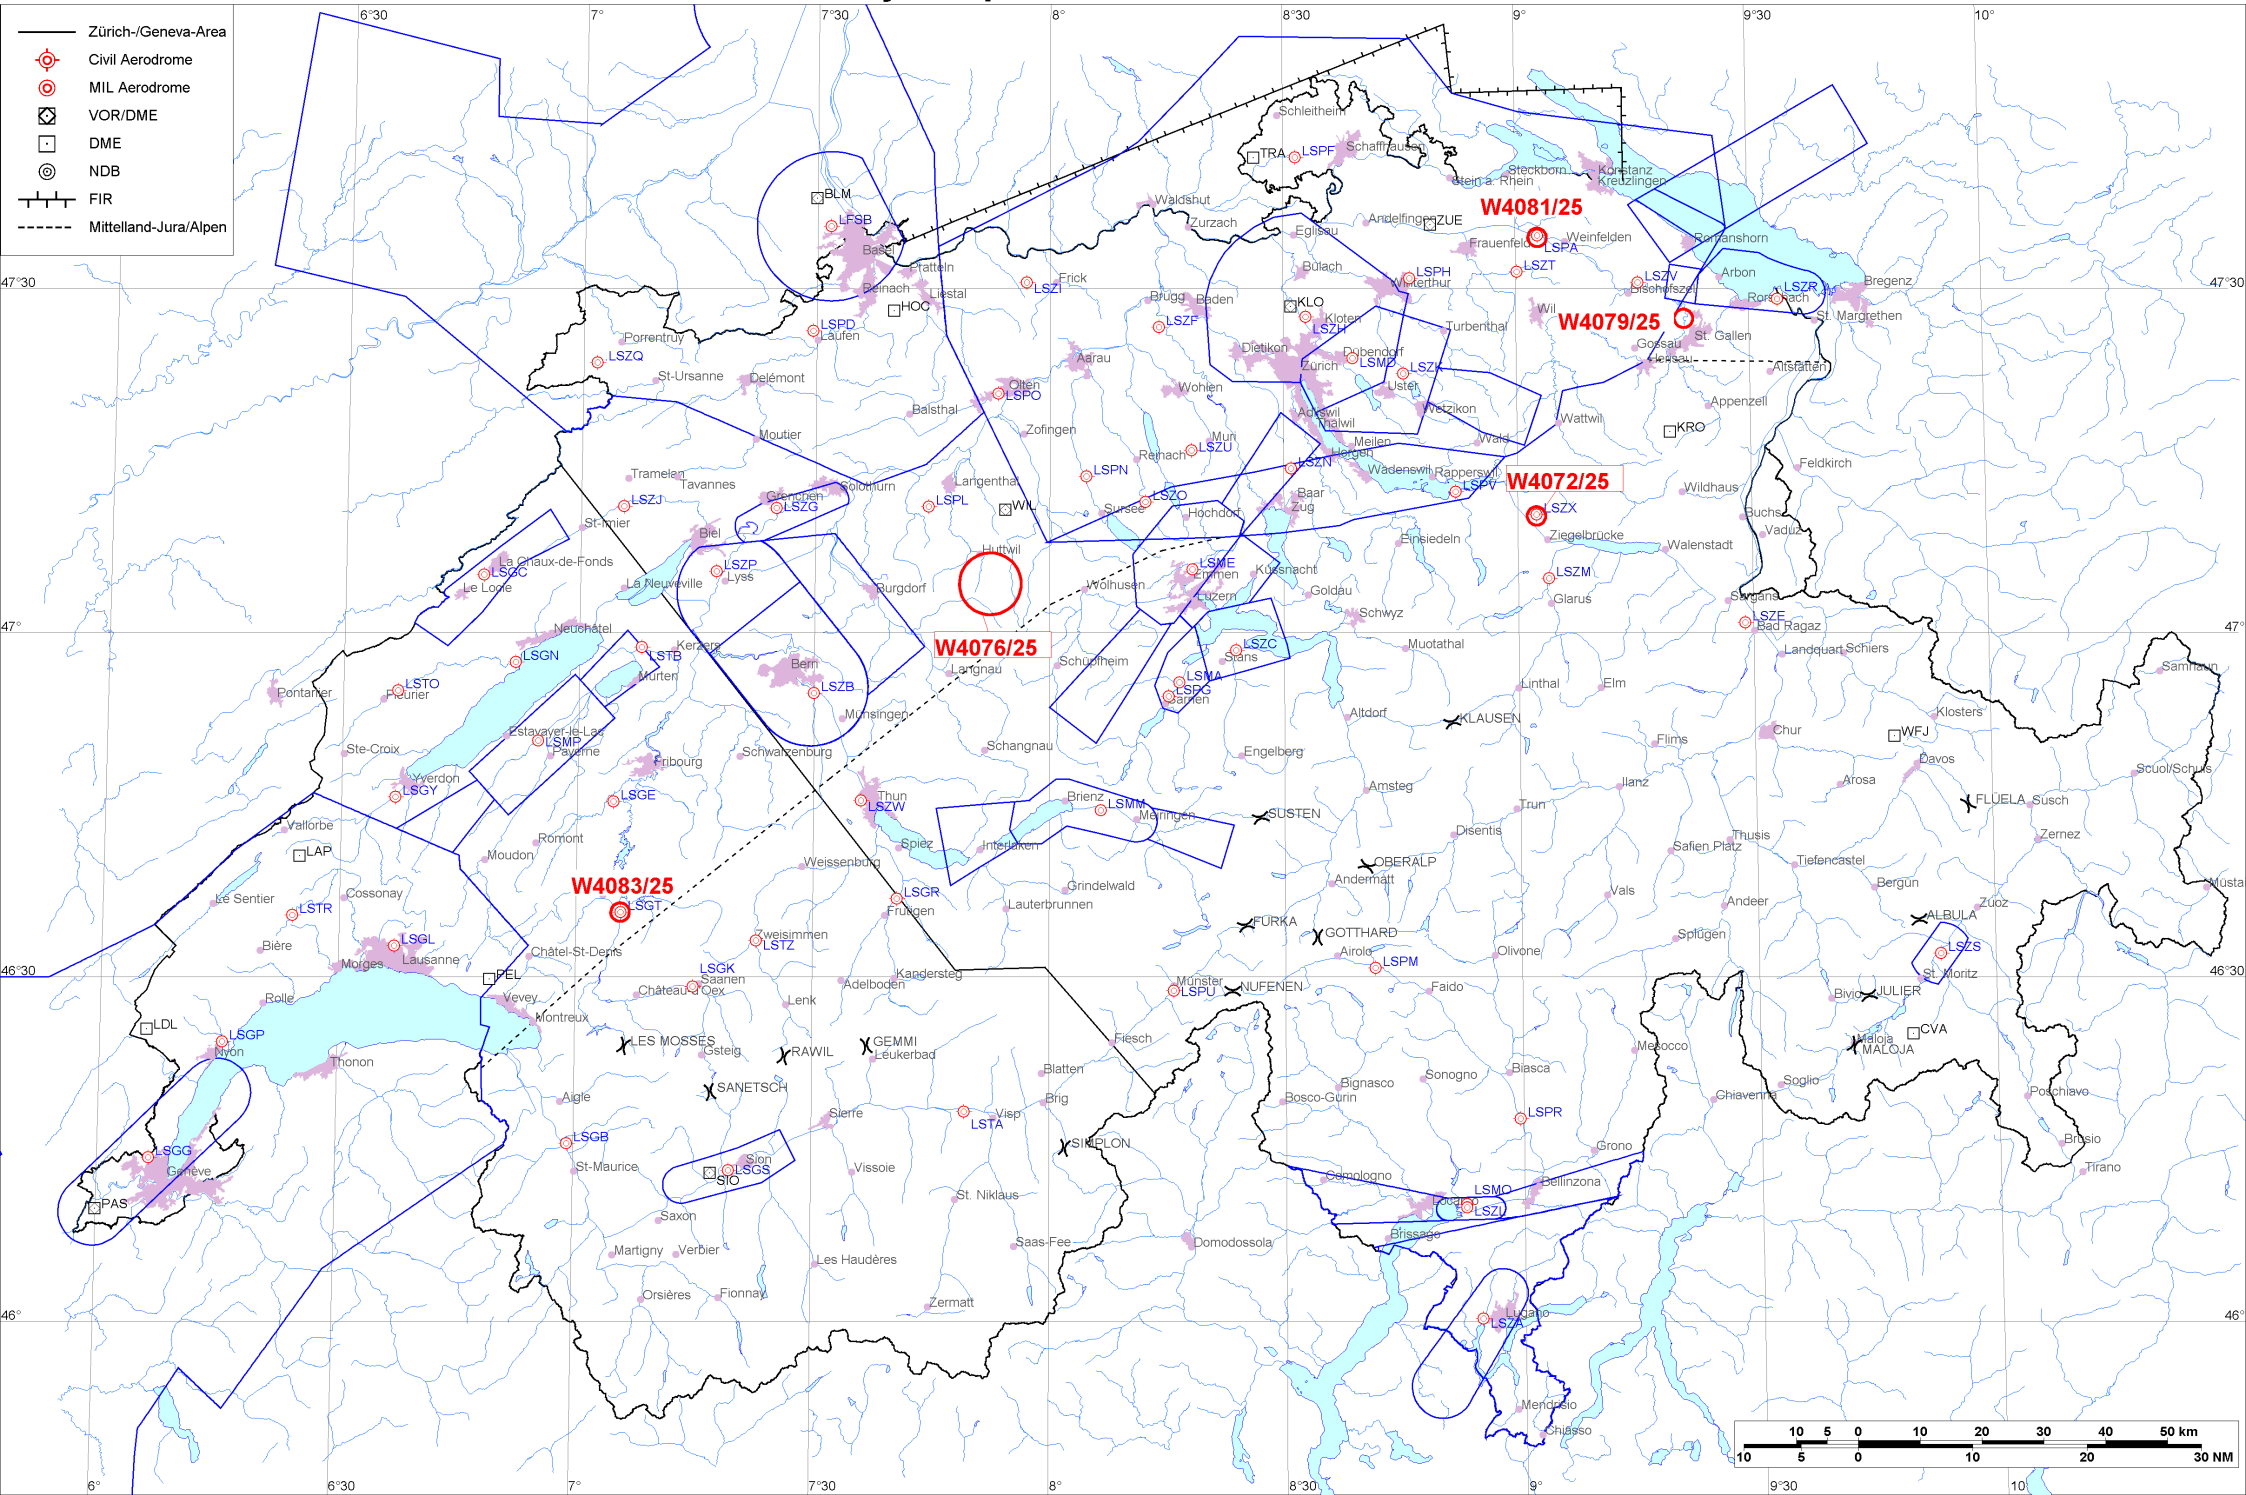 6°30
7°
7°30
8°
8°30
9°
9°30
10°
Zürich-/Geneva-Area
Civil Aerodrome
MIL Aerodrome
VOR/DME
DME
NDB
FIR
Mittelland-Jura/Alpen
Schleitheim
TRA
LSPF
Schaffhausen
BLM
LFSB
Basel
Waldshut
Zurzach
Eglisau
Andelfingen
ZUE
Stein a. Rhein
Steckborn
Konstanz
Kreuzlingen
W4081/25
LSPA
Weinfelden
Frauenfeld
Romanshorn
47°30
Pratteln
Reinach
Liestal
HOC
LSZI
Frick
Bülach
LSPH
Winterthur
LSZT
LSZV
Bischofszell
Arbon
LSZR
Rorschach
Bregenz
47°30
Brugg
Baden
KLO
Kloten
LSZH
Wil
W4079/25
St. Gallen
St. Margrethen
Gossau
Herisau
Altstätten
Porrentruy
LSZQ
LSPD
Laufen
LSZF
Turbenthal
St-Ursanne
Delémont
Aarau
Dietikon
Zürich
Dübendorf
LSMD
LSZK
Uster
Wetzikon
Wohlen
Olten
LSPO
Balsthal
Zofingen
Adliswil
Thalwil
Meilen
Horgen
Wald
Wattwil
Appenzell
KRO
Moutier
Muri
LSZU
Reinach
LSZN
Wädenswil
Rapperswil
LSPV
Feldkirch
Tramelan
Tavannes
LSZJ
Grenchen
LSZG
Solothurn
Langenthal
LSPL
WIL
LSPN
LSZO
Sursee
Hochdorf
Baar
Zug
W4072/25
LSZX
Wildhaus
Buchs
Vaduz
St-Imier
Biel
LSZP
Lyss
Huttwil
Einsiedeln
Ziegelbrücke
Walenstadt
La Chaux-de-Fonds
LSGC
Le Locle
La Neuveville
Burgdorf
Wolhusen
LSME
Emmen
Luzern
Küssnacht
Goldau
LSZM
Glarus
Sargans
LSZE
Bad Ragaz
47°
Neuchâtel
LSGN
Kerzers
LSTB
Murten
W4076/25
Langnau
Schüpfheim
LSZC
Stans
Schwyz
Muotathal
Landquart
Schiers
Samnaun
47°
LSTO
Fleurier
Pontarlier
Bern
LSZB
Münsingen
LSMA
LSPG
Sarnen
Altdorf
KLAUSEN
Linthal
Elm
Klosters
WFJ
Davos
Chur
Flims
Estavayer-le-Lac
LSMP
Payerne
Ste-Croix
Schwarzenburg
Schangnau
Engelberg
Yverdon
LSGY
Fribourg
LSGE
Thun
LSZW
Brienz
LSMM
Meiringen
SUSTEN
Amsteg
Trun
Ilanz
Arosa
FLÜELA
Susch
Scuol/Schuls
Vallorbe
LAP
Romont
Moudon
Spiez
Interlaken
Disentis
Safien Platz
Thusis
Tiefencastel
Zernez
Weissenburg
OBERALP
Andermatt
Vals
Bergün
Müsta
W4083/25
LSGT
LSGR
Frutigen
Grindelwald
Lauterbrunnen
Le Sentier
Cossonay
LSTR
FURKA
GOTTHARD
Andeer
ALBULA
Zuoz
Bière
LSGL
Lausanne
Morges
Châtel-St-Denis
Zweisimmen
LSTZ
Airolo
LSPM
Olivone
Splügen
LSZS
St. Moritz
46°30
PEL
Vevey
Montreux
LSGK
Saanen
Château-d'Oex
Lenk
Adelboden
Kandersteg
Münster
LSPU
NUFENEN
Faido
Bivio
JULIER
46°30
Rolle
LDL
LSGP
Nyon
Thonon
LES MOSSES
Gsteig
RAWIL
GEMMI
Leukerbad
Fiesch
Mesocco
Maloja
MALOJA
CVA
SANETSCH
Blatten
Brig
Bignasco
Bosco-Gurin
Sonogno
Biasca
Soglio
Chiavenna
Poschiavo
Aigle
LSGB
Sierre
LSTA
Visp
SIMPLON
LSPR
Grono
Brusio
Tirano
LSGG
Genève
PAS
St-Maurice
Sion
LSGS
SIO
Vissoie
St. Niklaus
Comologno
LSMO
Locarno
LSZL
Bellinzona
Brissago
Saxon
Martigny
Verbier
Les Haudères
Saas-Fee
Domodossola
Orsières
Fionnay
Zermatt
Lugano
LSZA
46°
46°
Mendrisio
Chiasso
10 5 0 10 20 30 40 50 km
10 5 0 10 20 30 NM
6°
6°30
7°
7°30
8°
8°30
9°
9°30
10°